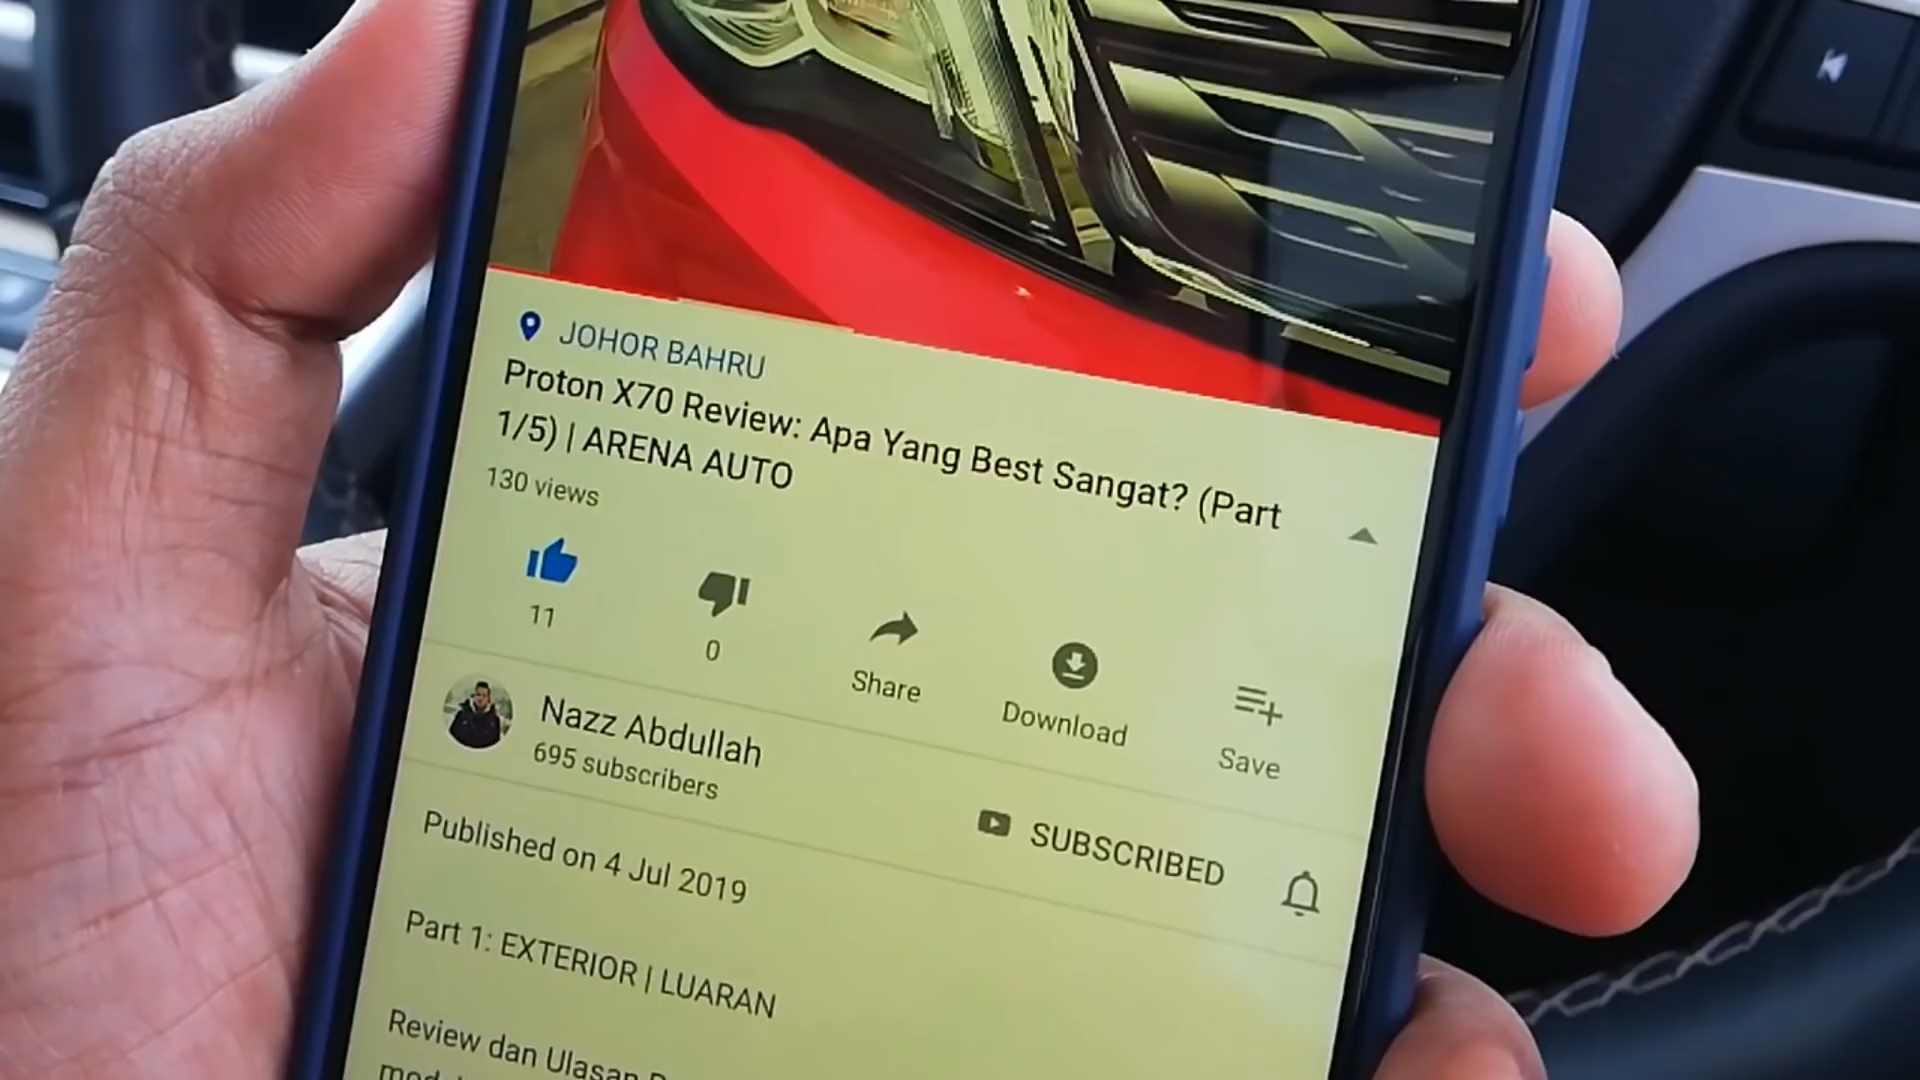 JOHOR BAHRU
Proton X70 Review: Apa Yang Best Sangat? (Part
1/5) | ARENA AUTO
130 views
11
0
Share
Download
Save
Nazz Abdullah
695 subscribers
SUBSCRIBED
Published on 4 Jul 2019
Part 1: EXTERIOR | LUARAN
Review dan Ulasan